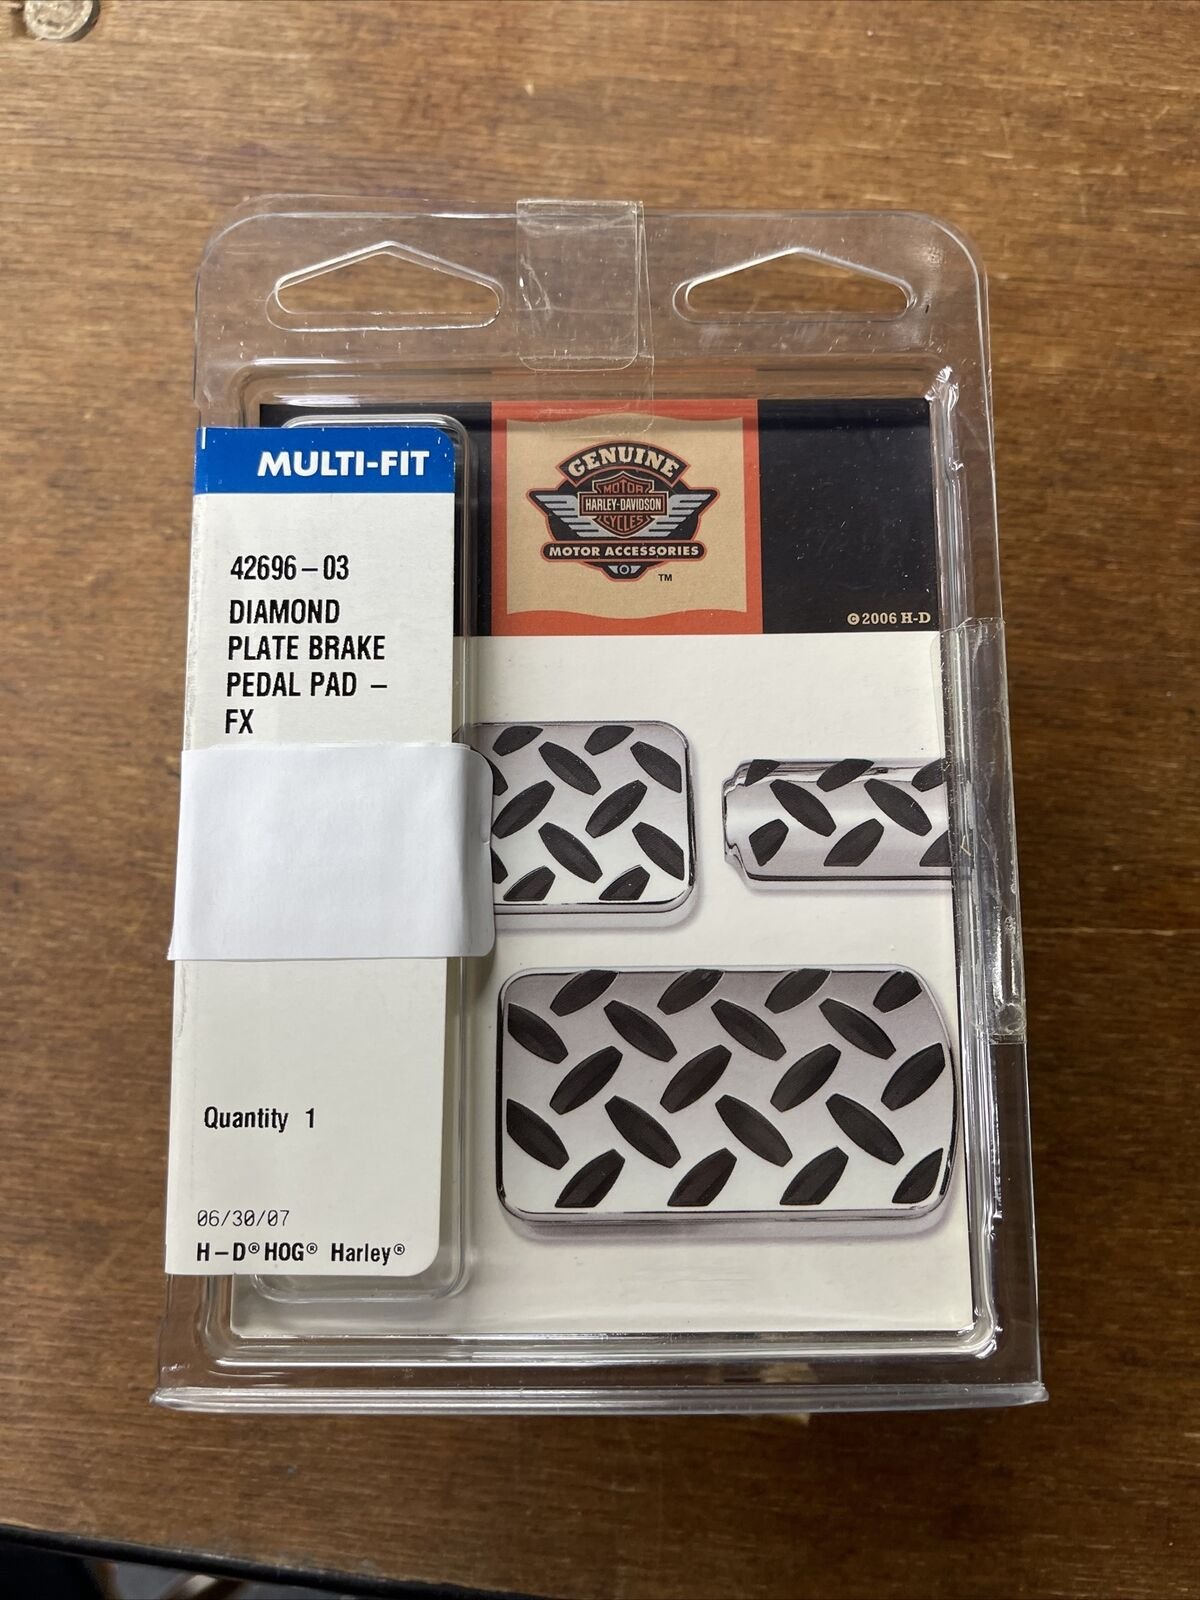 MULTI-FIT
42696-03
DIAMOND
PLATE BRAKE
PEDAL PAD -
FX
Quantity 1
06/30/07
H-D® HOG® Harley®
GENUINE
MOTOR
HARLEY-DAVIDSON
CYCLES
MOTOR ACCESSORIES
TM
© 2006 H-D